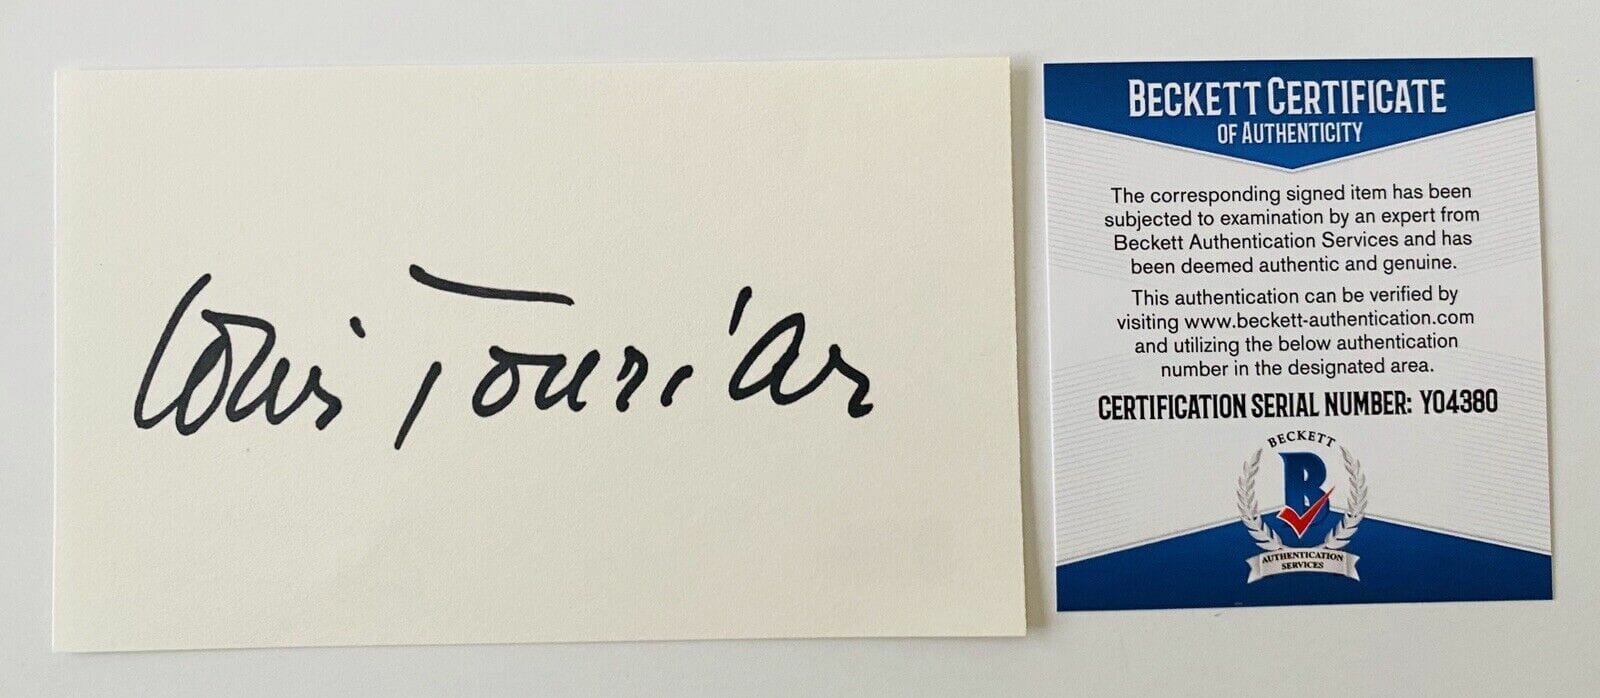 Louis Jourdan
BECKETT CERTIFICATE
OF AUTHENTICITY
The corresponding signed item has been
subjected to examination by an expert from
Beckett Authentication Services and has
been deemed authentic and genuine.
This authentication can be verified by
visiting www.beckett-authentication.com
and utilizing the below authentication
number in the designated area.
CERTIFICATION SERIAL NUMBER: Y04380
BECKETT
B
AUTHENTICATION
SERVICES